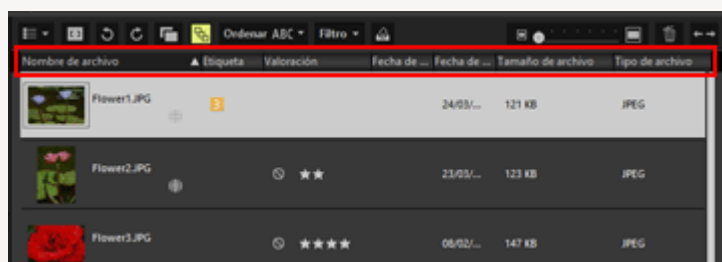 Ordenar ABC Filtro
Nombre de archivo Etiqueta Valoración Fecha de ... Fecha de ... Tamaño de archivo Tipo de archivo
Flower1.JPG 3 24/03/... 121 KB JPEG
Flower2.JPG 23/03/... 123 KB JPEG
Flower3.JPG 08/02/... 147 KB JPEG